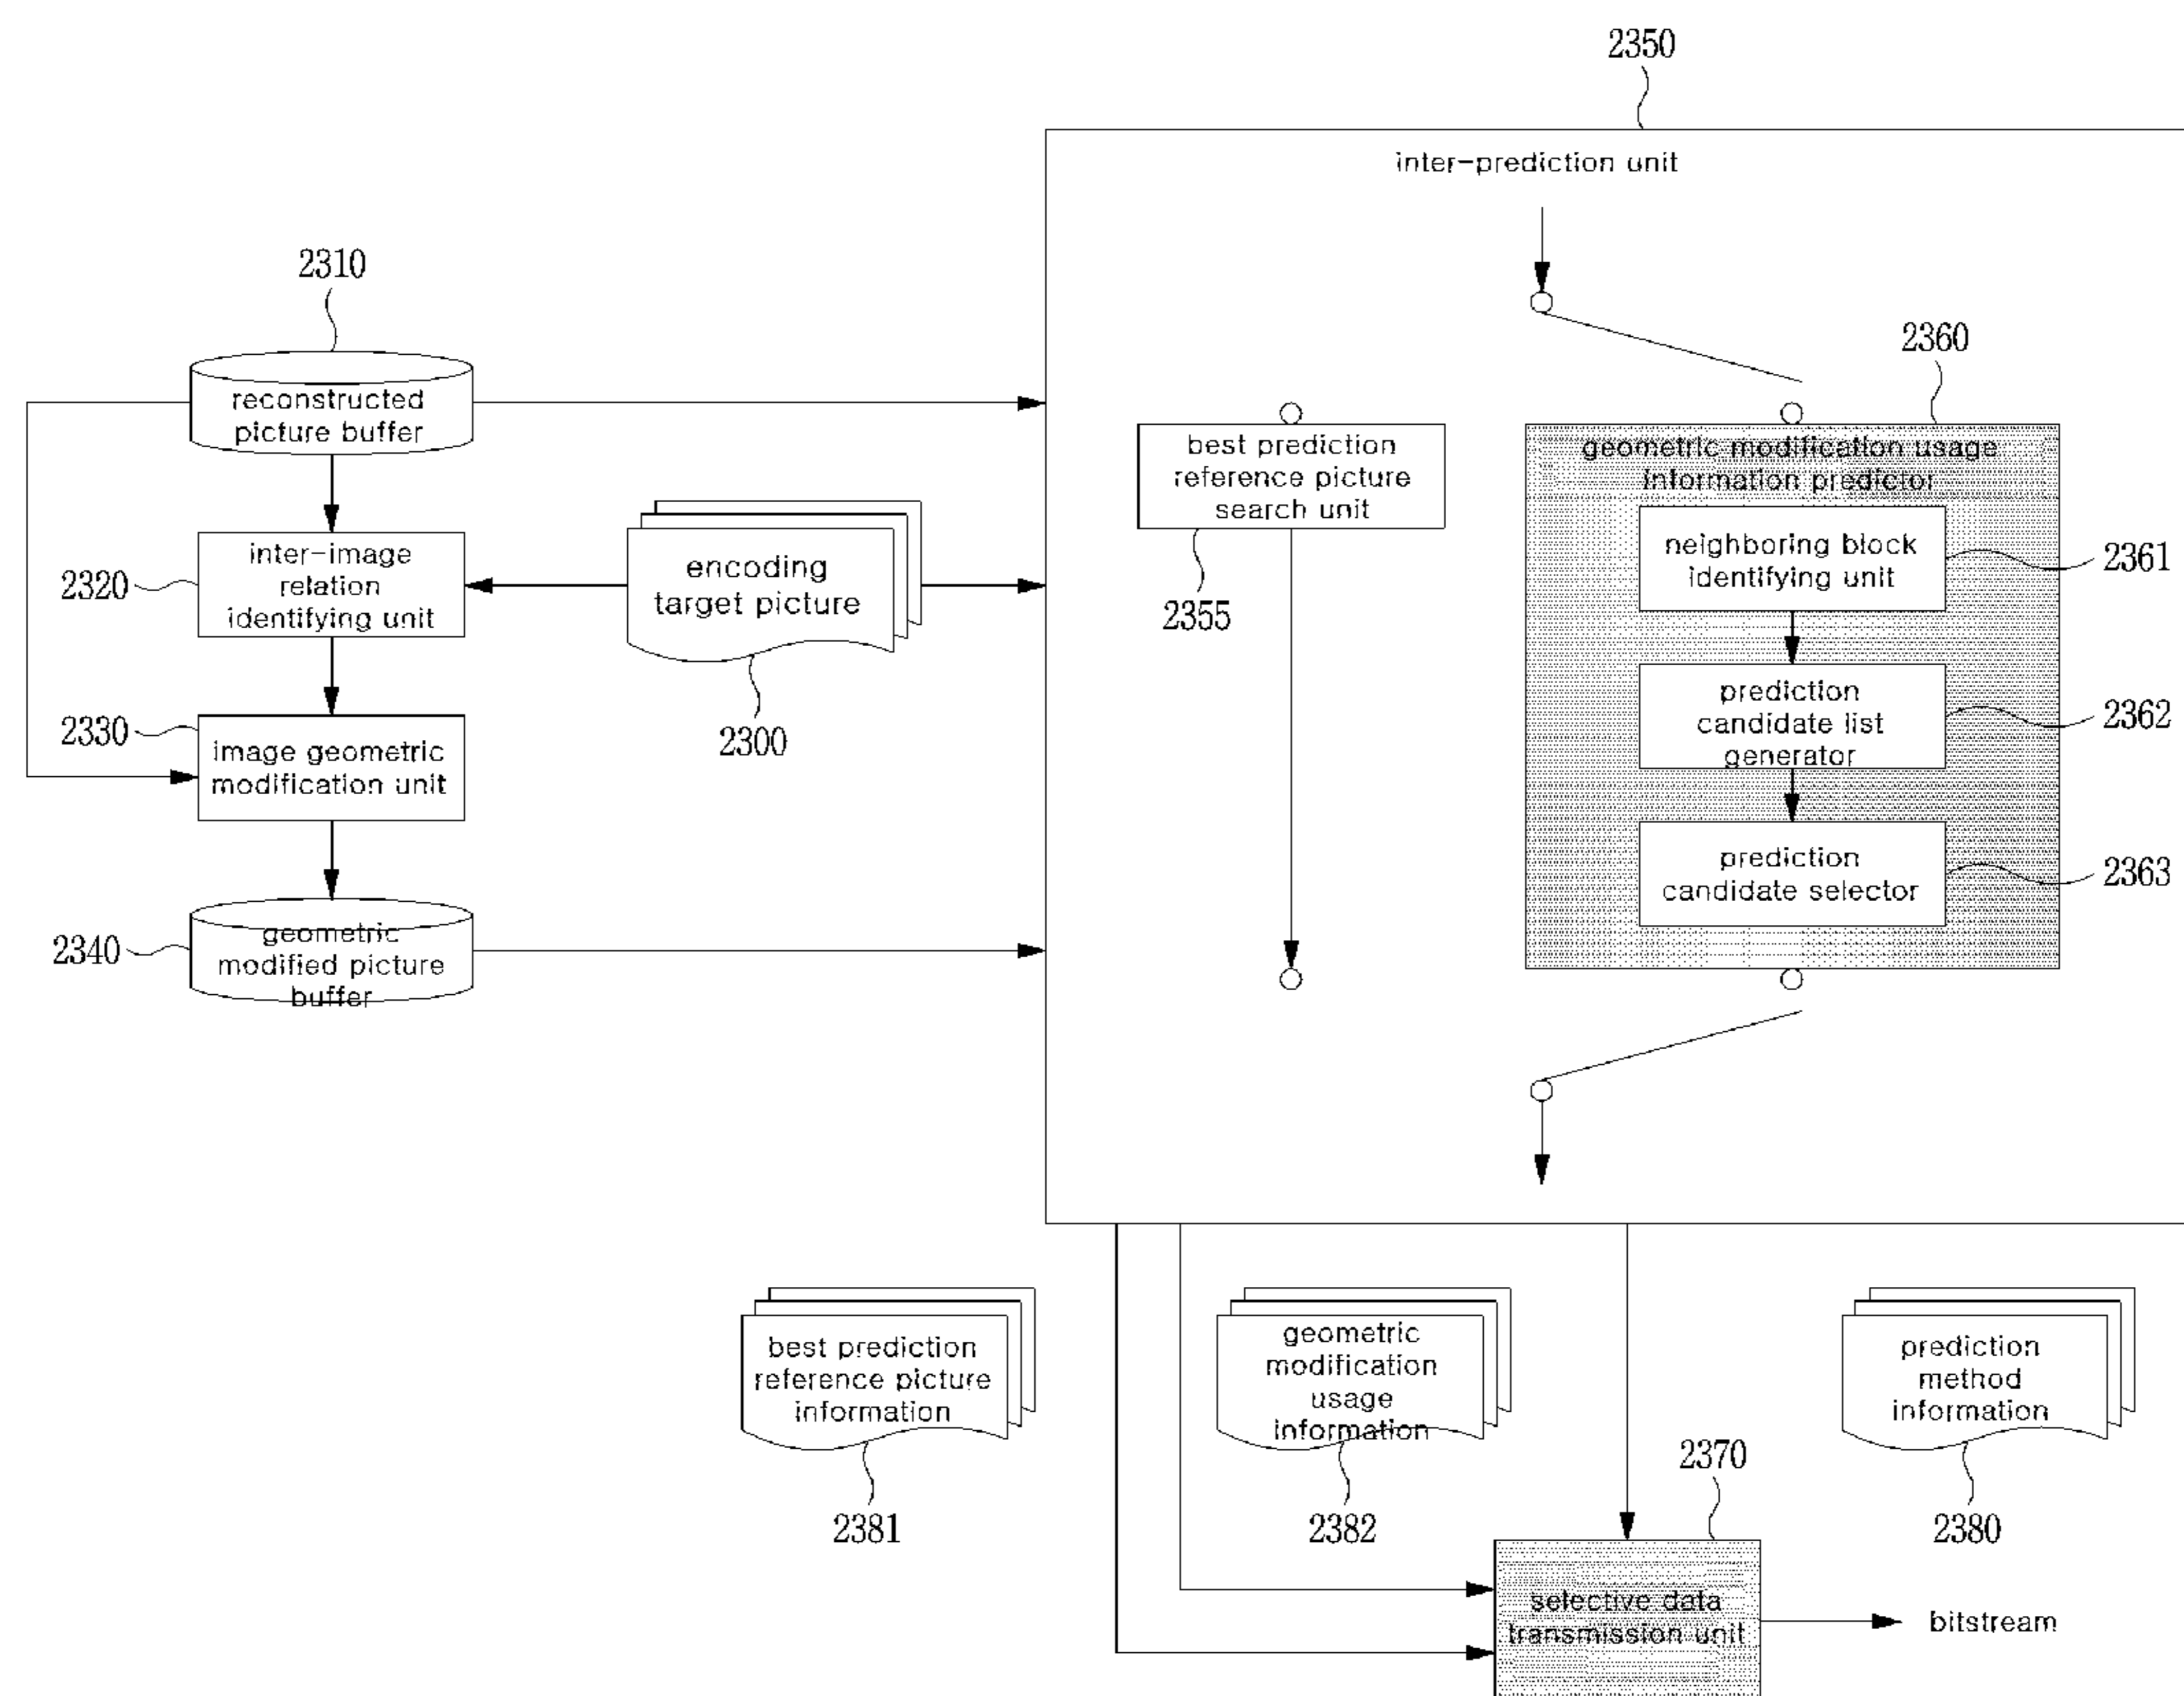 2350
inter-prediction unit
2310
reconstructed
picture buffer
2360
best prediction
reference picture
search unit
2355
geometric modification usage
information predictor
neighboring block
identifying unit
2361
prediction
candidate list
generator
2362
prediction
candidate selector
2363
2320
inter-image
relation
identifying unit
encoding
target picture
2300
2330
image geometric
modification unit
2340
geometric
modified picture
buffer
best prediction
reference picture
information
2381
geometric
modification
usage
information
2382
prediction
method
information
2380
2370
selective data
transmission unit
bitstream